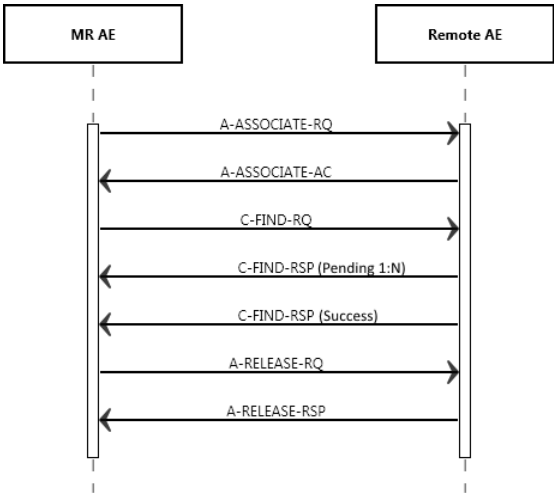 MR AE
Remote AE
A-ASSOCIATE-RQ
A-ASSOCIATE-AC
C-FIND-RQ
C-FIND-RSP (Pending 1:N)
C-FIND-RSP (Success)
A-RELEASE-RQ
A-RELEASE-RSP